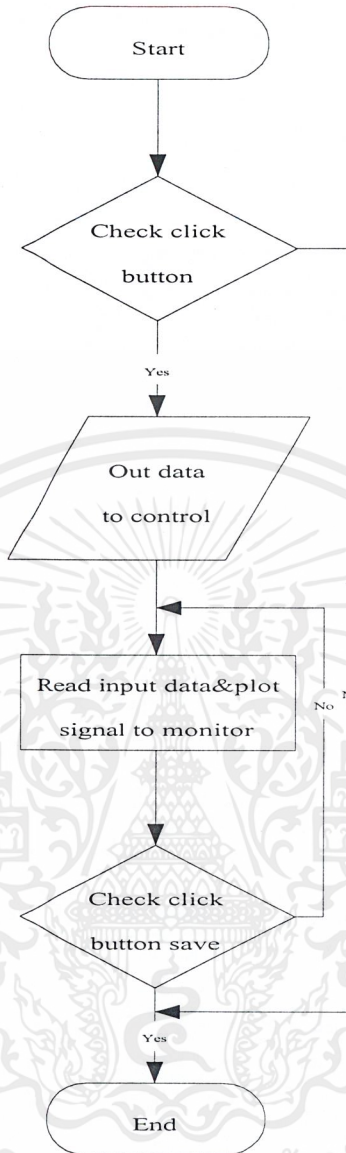 Start
Check click
button
Yes
Out data
to control
Read input data&plot
signal to monitor
No
Check click
button save
Yes
End